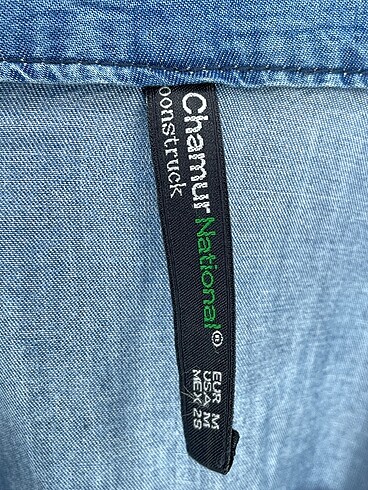 Chamur National®
oonstruck
EUR M
USA M
MEX 28